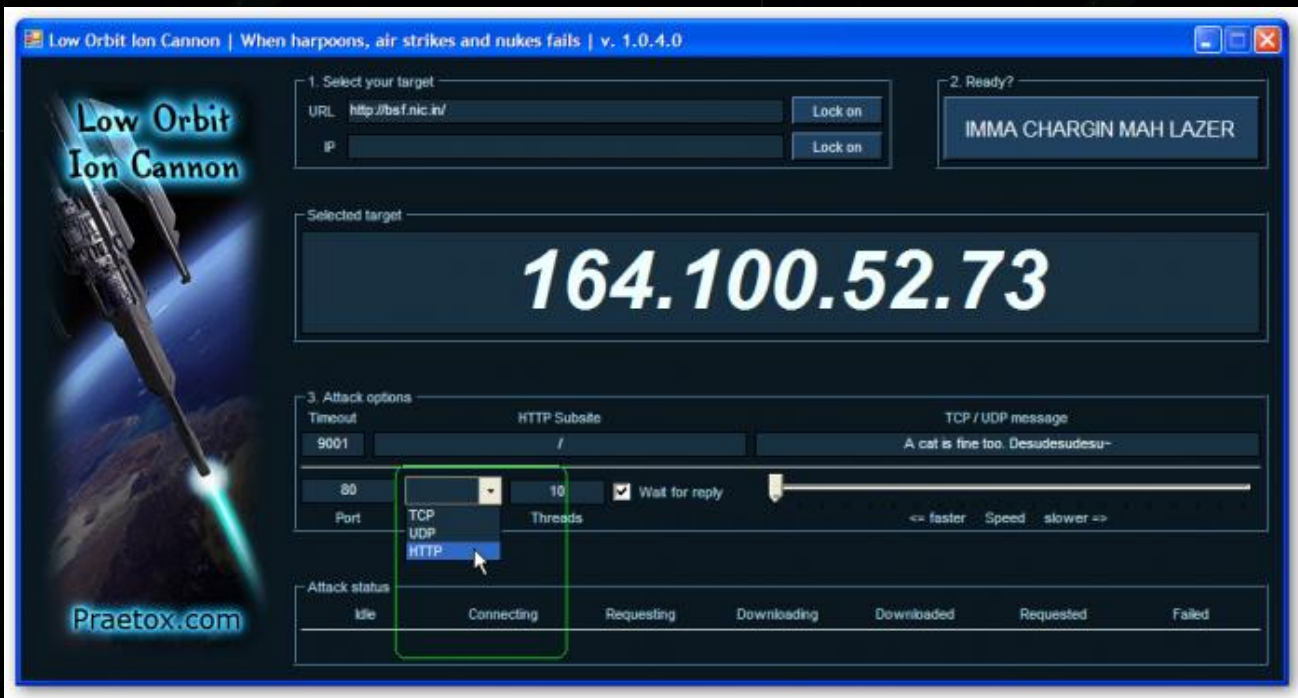 Low Orbit Ion Cannon | When harpoons, air strikes and nukes fails | v. 1.0.4.0
Low Orbit
Ion Cannon
1. Select your target
URL http://bsf.nic.in/ Lock on
IP Lock on
2. Ready?
IMMA CHARGIN MAH LAZER
Selected target
164.100.52.73
3. Attack options
Timeout HTTP Subsite TCP / UDP message
9001 / A cat is fine too. Desudesudesu~
80 10 Wait for reply
Port TCP Threads <= faster Speed slower =>
UDP
HTTP
Attack status
Idle Connecting Requesting Downloading Downloaded Requested Failed
Praetox.com